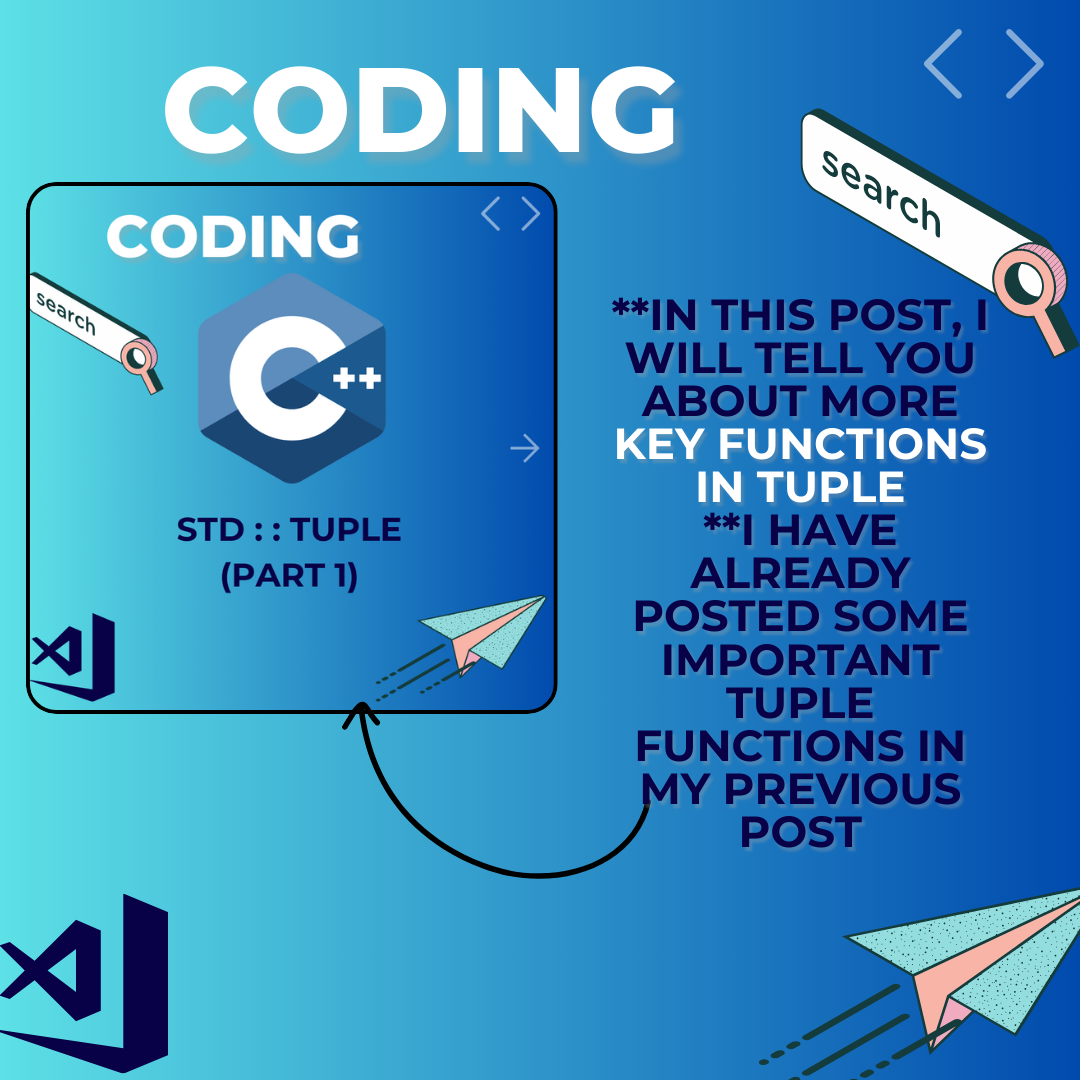 CODING
search
CODING
search
C++
STD : : TUPLE
(PART 1)
**IN THIS POST, I
WILL TELL YOU
ABOUT MORE
KEY FUNCTIONS
IN TUPLE
**I HAVE
ALREADY
POSTED SOME
IMPORTANT
TUPLE
FUNCTIONS IN
MY PREVIOUS
POST